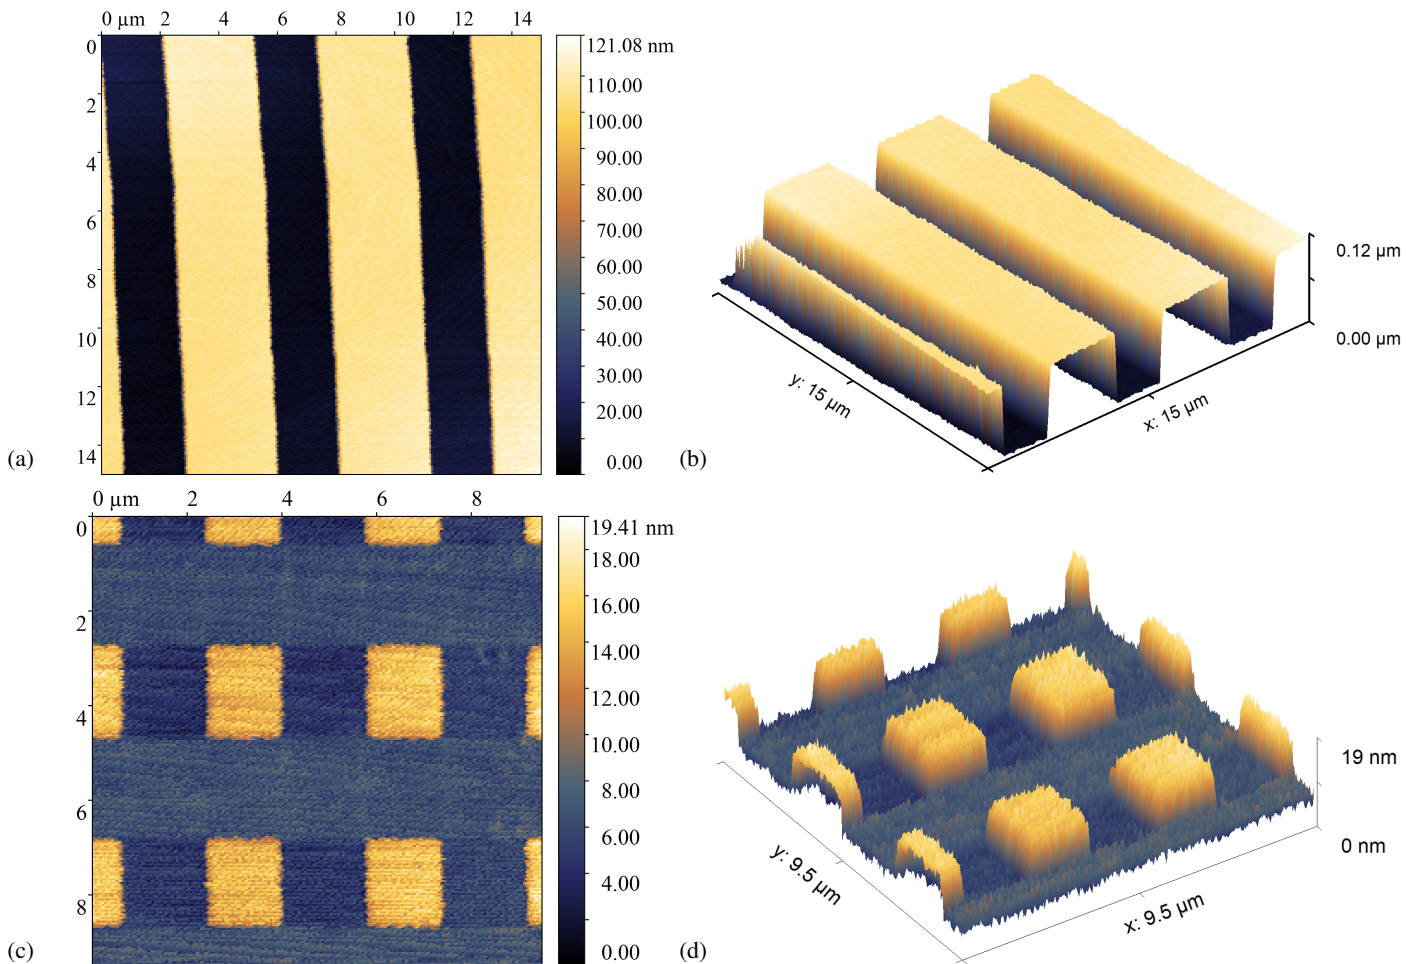 0 µm 2 4 6 8 10 12 14
0
2
4
6
8
10
12
14
121.08 nm
110.00
100.00
90.00
80.00
70.00
60.00
50.00
40.00
30.00
20.00
0.00
(a)
0.12 µm
0.00 µm
y: 15 µm
x: 15 µm
(b)
0 µm 2 4 6 8
0
2
4
6
8
19.41 nm
18.00
16.00
14.00
12.00
10.00
8.00
6.00
4.00
0.00
(c)
19 nm
0 nm
y: 9.5 µm
x: 9.5 µm
(d)